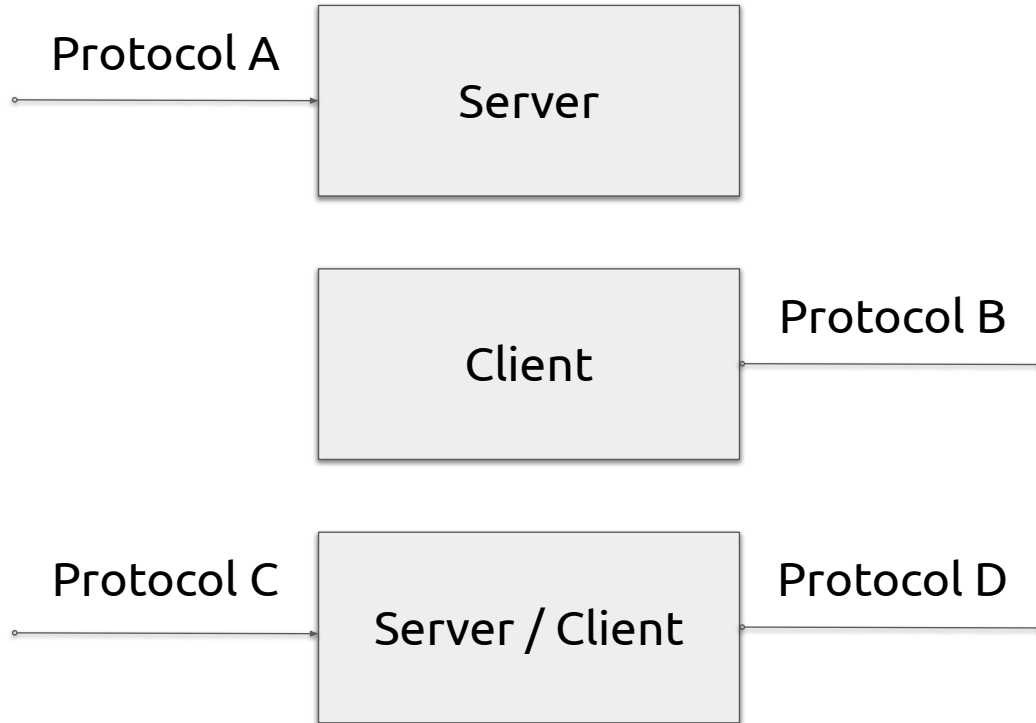 Protocol A
Server
Protocol B
Client
Protocol C
Server / Client
Protocol D